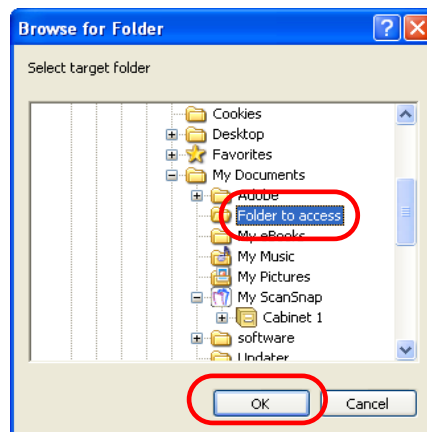 Browse for Folder
Select target folder
Cookies
Desktop
Favorites
My Documents
Adobe
Folder to access
My eBooks
My Music
My Pictures
My ScanSnap
Cabinet 1
software
Updater
OK Cancel